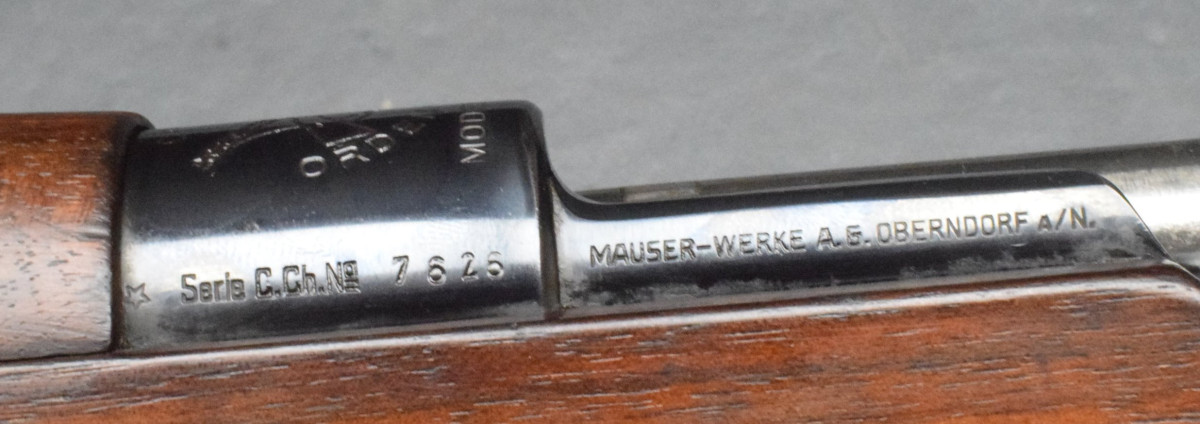 ORD
MOD
Serie C.Ch.Nº 7626
MAUSER-WERKE A.G. OBERNDORF a/N.